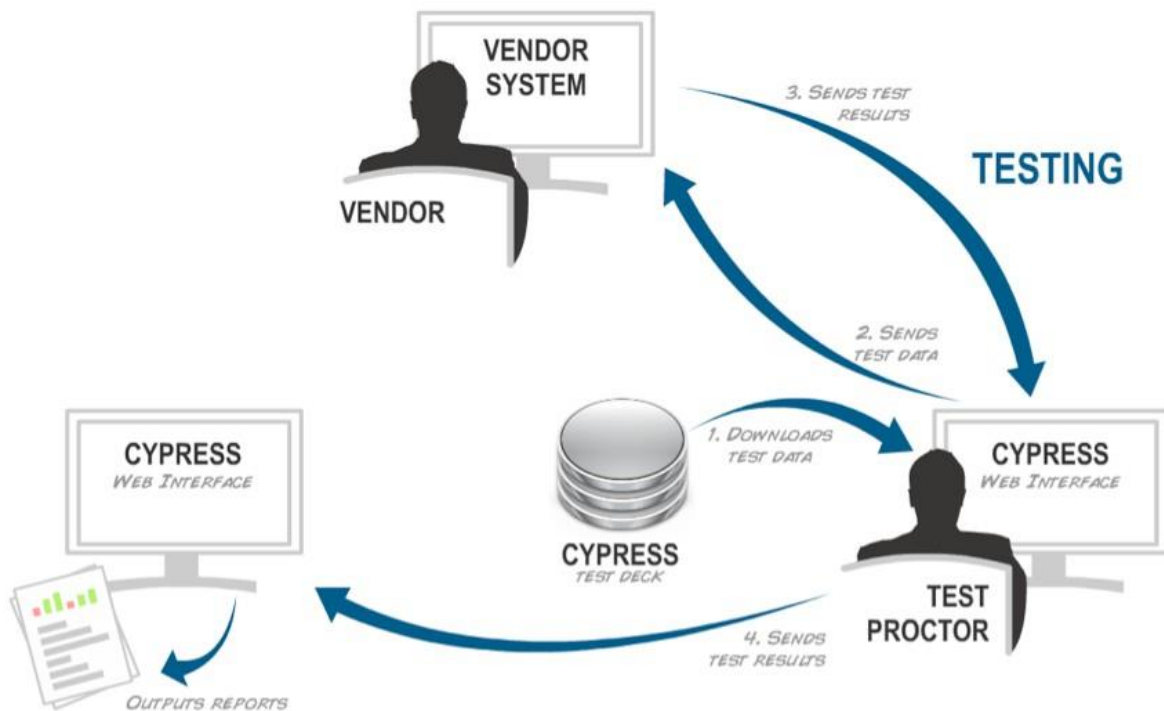 VENDOR
SYSTEM
VENDOR
3. Sends test
results
TESTING
2. Sends
test data
1. Downloads
test data
CYPRESS
Web Interface
CYPRESS
Test Deck
CYPRESS
Web Interface
TEST
PROCTOR
4. Sends
test results
Outputs reports